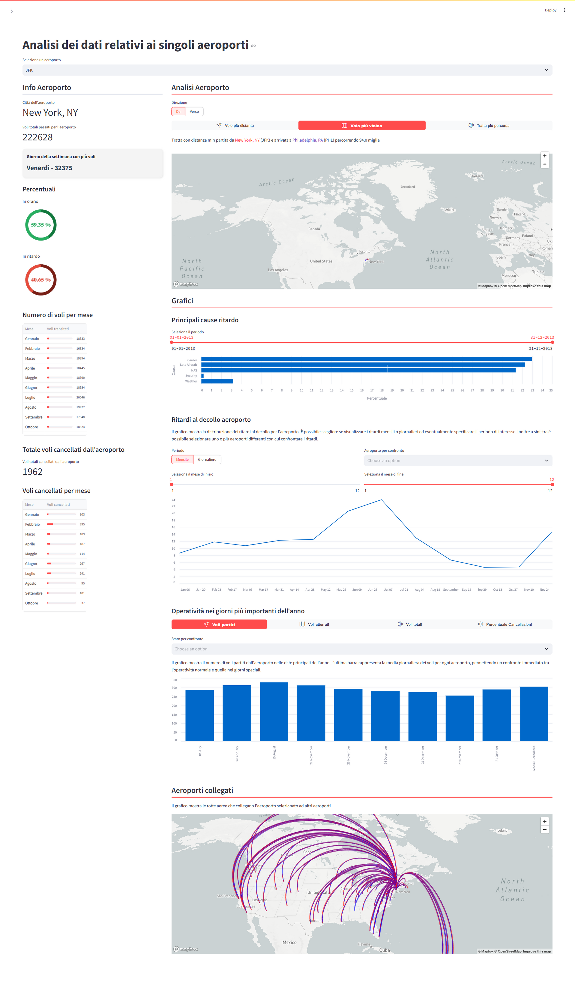 Deploy
Analisi dei dati relativi ai singoli aeroporti
Seleziona un aeroporto
JFK
Info Aeroporto
Città dell'aeroporto
New York, NY
Voli totali passati per l'aeroporto
222628
Giorno della settimana con più voli:
Venerdì - 32375
Percentuali
In orario
59.35 %
In ritardo
40.65 %
Numero di voli per mese
Mese Voli transitati
Gennaio 18333
Febbraio 16834
Marzo 19394
Aprile 18445
Maggio 18790
Giugno 18934
Luglio 20046
Agosto 19972
Settembre 17848
Ottobre 18324
Totale voli cancellati dall'aeroporto
Voli totali cancellati dall'aeroporto
1962
Voli cancellati per mese
Mese Voli cancellati
Gennaio 103
Febbraio 395
Marzo 189
Aprile 187
Maggio 114
Giugno 267
Luglio 241
Agosto 95
Settembre 101
Ottobre 37
Analisi Aeroporto
Direzione
Da Verso
Volo più distante Volo più vicino Tratta più percorsa
Tratta con distanza min partita da New York, NY (JFK) e arrivata a Philadelphia, PA (PHL) percorrendo 94.0 miglia
+
−
Arctic Ocean
Arctic Ocean
Svalbard
Greenland
Iceland
Sweden
Finland
Norway
Canada
United Kingdom
Denmark
Germany
Poland
Ukr
France
Roman
Toronto
North Atlantic Ocean
Spain
Italy
North Pacific Ocean
United States
New York
Los Angeles
Morocco
Tunisia
Algeria
mapbox
© Mapbox © OpenStreetMap Improve this map
Grafici
Principali cause ritardo
Seleziona il periodo
01-01-2013 31-12-2013
01-01-2013 31-12-2013
Causa
Carrier
Late Aircraft
NAS
Security
Weather
0 1 2 3 4 5 6 7 8 9 10 11 12 13 14 15 16 17 18 19 20 21 22 23 24 25 26 27 28 29 30 31 32 33 34 35
Percentuale
Ritardi al decollo aeroporto
Il grafico mostra la distribuzione dei ritardi al decollo per l'aeroporto. È possibile scegliere se visualizzare i ritardi mensili o giornalieri ed eventualmente specificare il periodo di interesse. Inoltre a sinistra è
possibile selezionare uno o più aeroporti differenti con cui confrontare i ritardi.
Periodo Aeroporto per confronto
Mensile Giornaliero Choose an option
Seleziona il mese di inizio Seleziona il mese di fine
1 12
1 12 1 12
24
22
20
18
16
14
12
10
8
6
4
2
0
Jan 06 Jan 20 Feb 03 Feb 17 Mar 03 Mar 17 Mar 31 Apr 14 Apr 28 May 12 May 26 Jun 09 Jun 23 Jul 07 Jul 21 Aug 04 Aug 18 September Sep 15 Sep 29 Oct 13 Oct 27 Nov 10 Nov 24
Operatività nei giorni più importanti dell'anno
Voli partiti Voli atterrati Voli totali Percentuale Cancellazioni
Stato per confronto
Choose an option
Il grafico mostra il numero di voli partiti dall'aeroporto nelle date principali dell'anno. L'ultima barra rappresenta la media giornaliera dei voli per ogni aeroporto, permettendo un confronto immediato tra
l'operatività normale e quella nei giorni speciali.
350
300
250
200
150
100
50
0
04 July
14 February
15 August
22 November
23 November
24 December
25 December
29 November
31 October
Media Giornaliera
Aeroporti collegati
Il grafico mostra le rotte aeree che collegano l'aeroporto selezionato ad altri aeroporti
+
−
Iceland
Canada
Edmonton
Vancouver
Boston
Chicago
New York
United States
Washington
San Francisco
Las Vegas
Los Angeles
Houston
North Atlantic Ocean
Mexico
Havana
Cuba
mapbox
© Mapbox © OpenStreetMap Improve this map